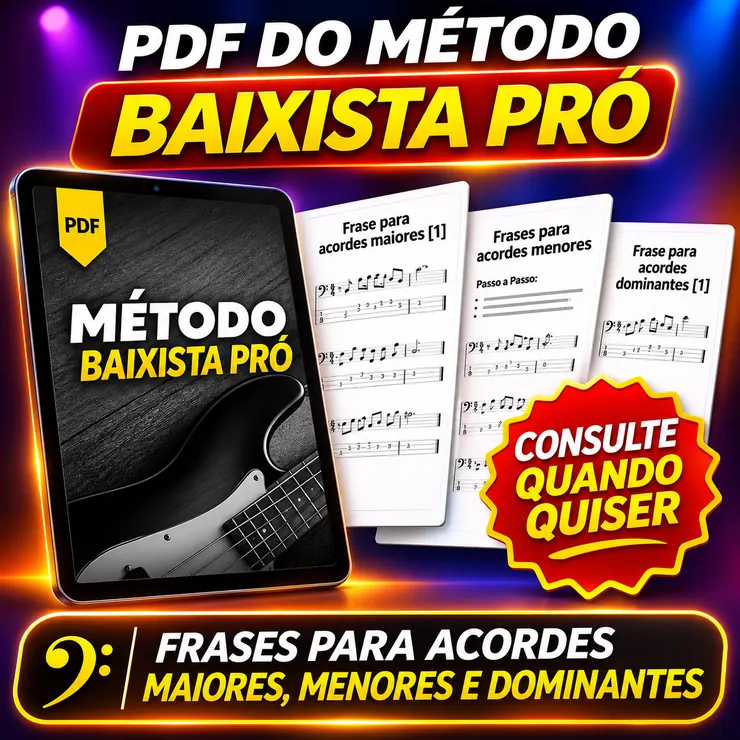 PDF DO MÉTODO
BAIXISTA PRÓ
PDF
MÉTODO
BAIXISTA PRÓ
Frase para
acordes maiores [1]
Frases para
acordes menores
Passo a Passo:
Frase para
acordes
dominantes [1]
CONSULTE
QUANDO
QUISER
FRASES PARA ACORDES
MAIORES, MENORES E DOMINANTES